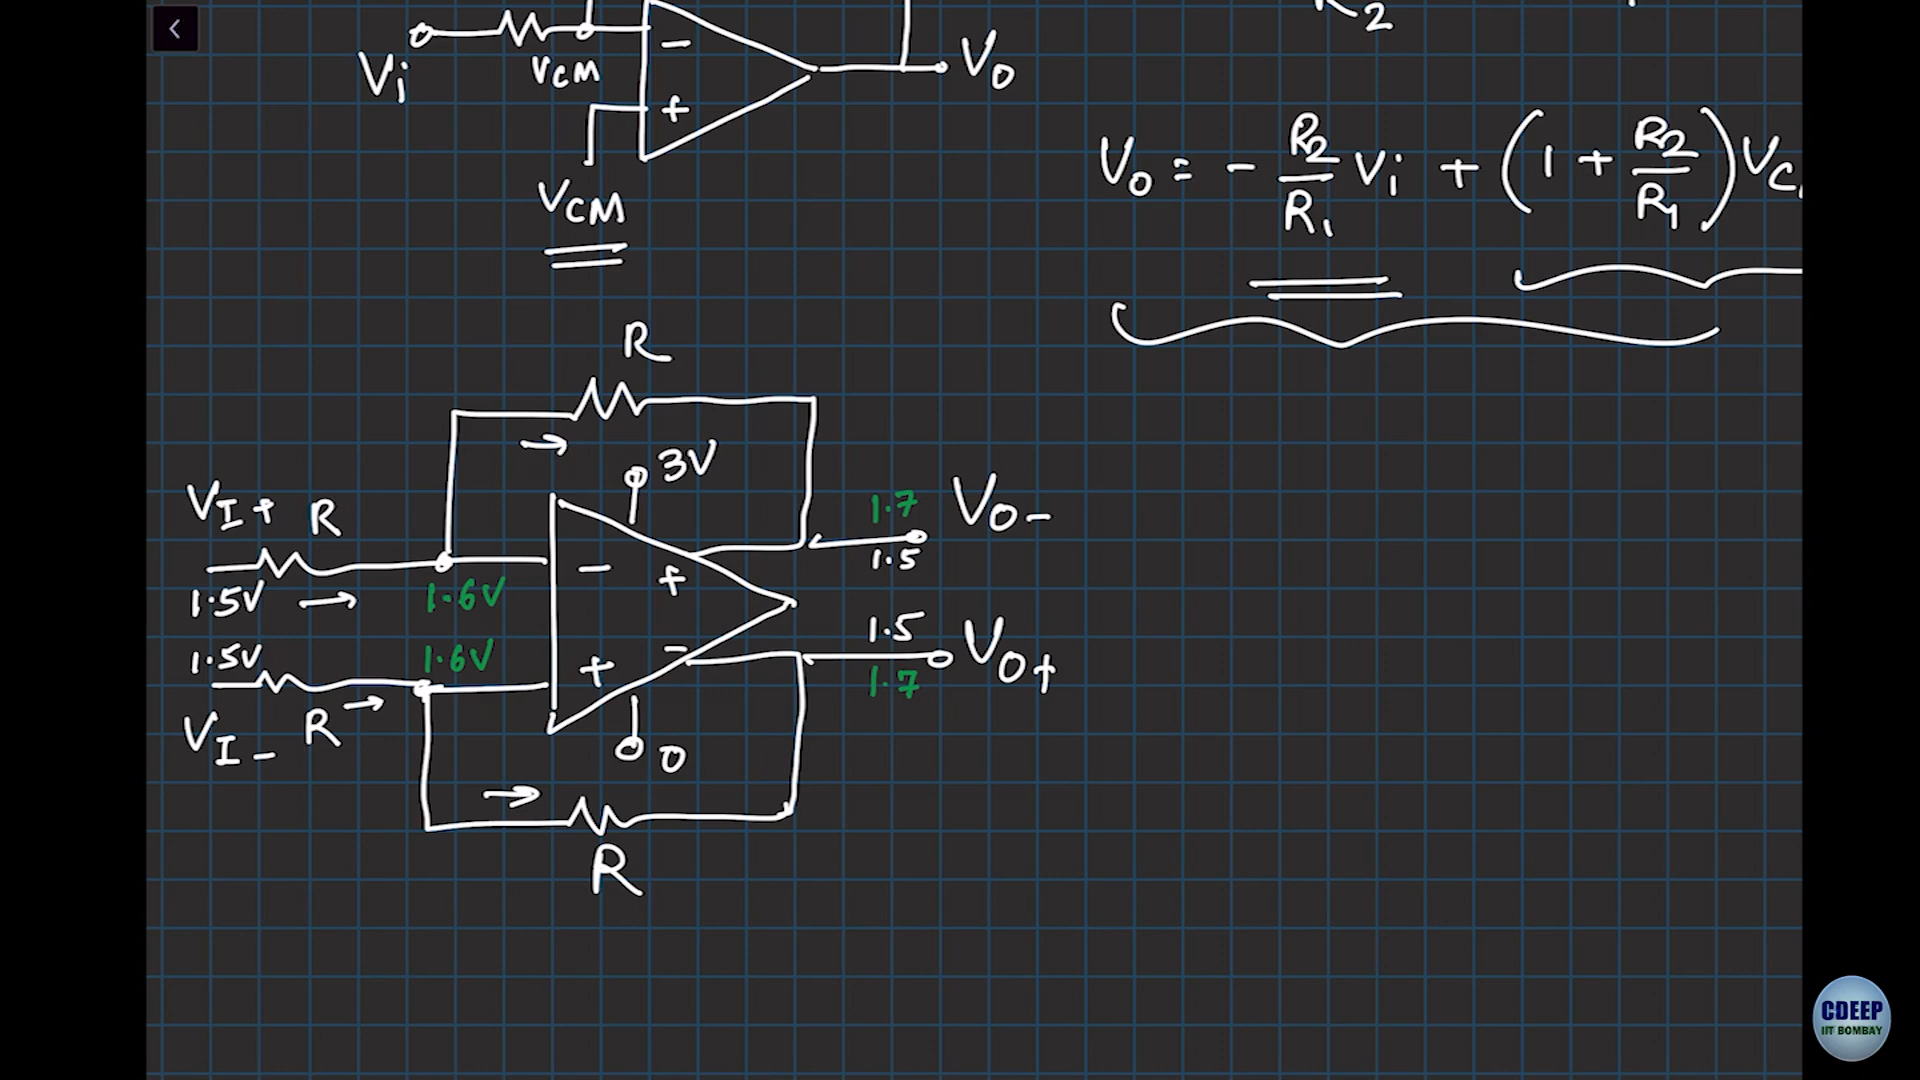 R2
Vi
VCM
-
+
Vo
VCM
Vo = - R2/R1 Vi + (1 + R2/R1) VC
R
3V
VI+ R
1.5V →
1.6V
1.7
1.5
Vo-
- +
+ -
1.5V
1.6V
VI- R →
1.5
1.7
Vo+
0
→
R
CDEEP
IIT BOMBAY